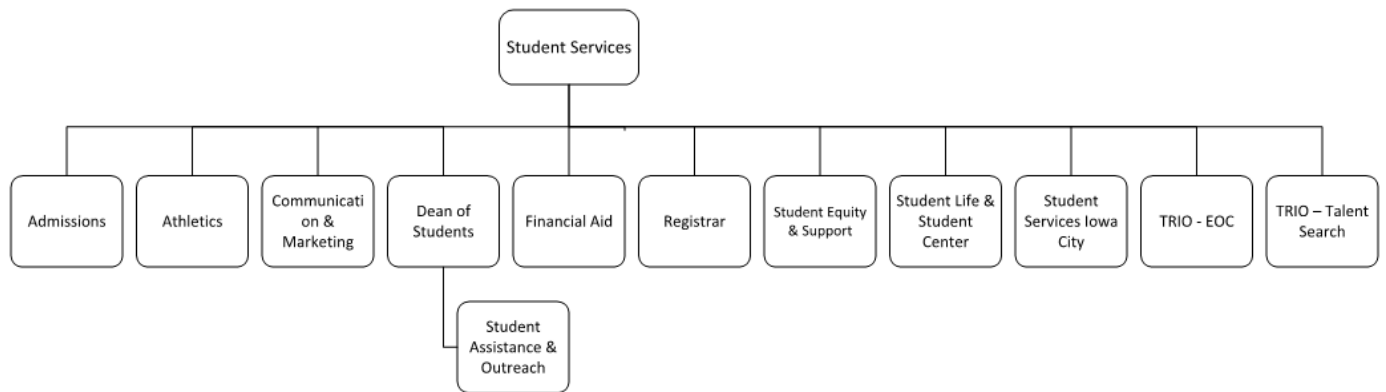 Student Services
Admissions
Athletics
Communicati
on &
Marketing
Dean of
Students
Financial Aid
Registrar
Student Equity
& Support
Student Life &
Student
Center
Student
Services Iowa
City
TRIO - EOC
TRIO – Talent
Search
Student
Assistance &
Outreach